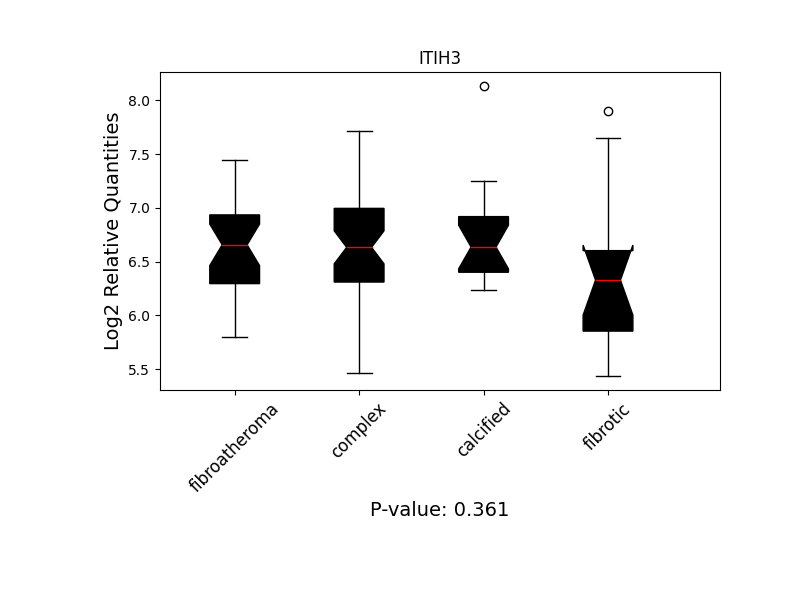 ITIH3
Log2 Relative Quantities
8.0
7.5
7.0
6.5
6.0
5.5
fibroatheroma
complex
calcified
fibrotic
P-value: 0.361